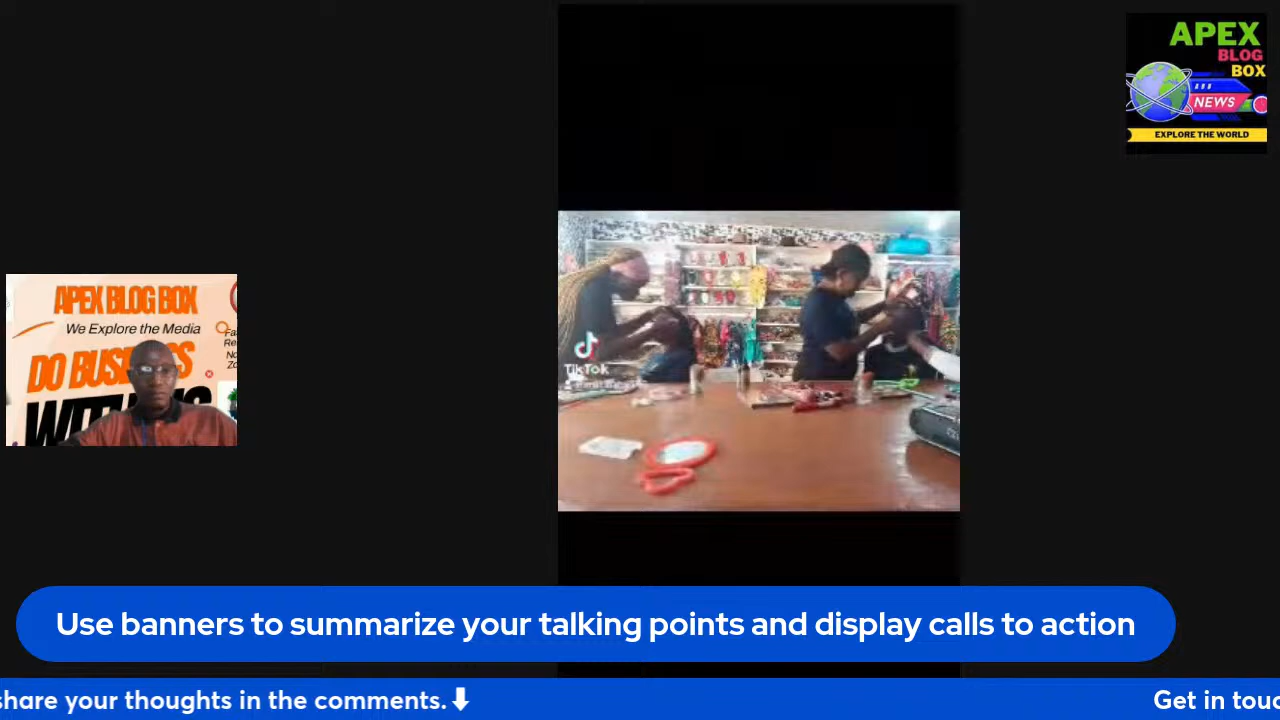 APEX
BLOG
BOX
NEWS
EXPLORE THE WORLD
APEX BLOG BOX
We Explore the Media
DO BUS
TikTok
Use banners to summarize your talking points and display calls to action
share your thoughts in the comments.⬇
Get in touc